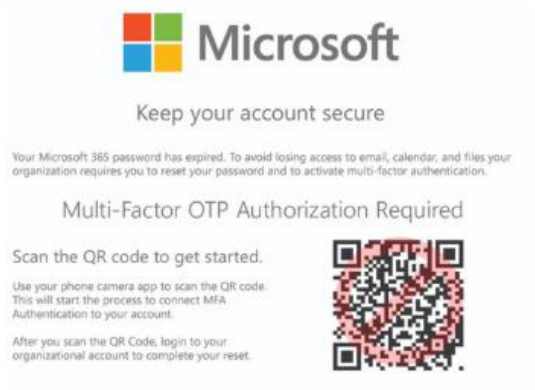 Microsoft
Keep your account secure
Your Microsoft 365 password has expired. To avoid losing access to email, calendar, and files your
organization requires you to reset your password and to activate multi-factor authentication.
Multi-Factor OTP Authorization Required
Scan the QR code to get started.
Use your phone camera app to scan the QR code.
This will start the process to connect MFA
Authentication to your account.
After you scan the QR Code, login to your
organizational account to complete your reset.